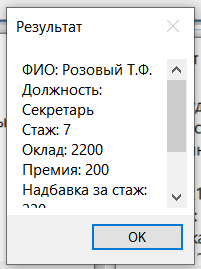 Результат
ФИО: Розовый Т.Ф.
Должность:
Секретарь
Стаж: 7
Оклад: 2200
Премия: 200
Надбавка за стаж:
OK